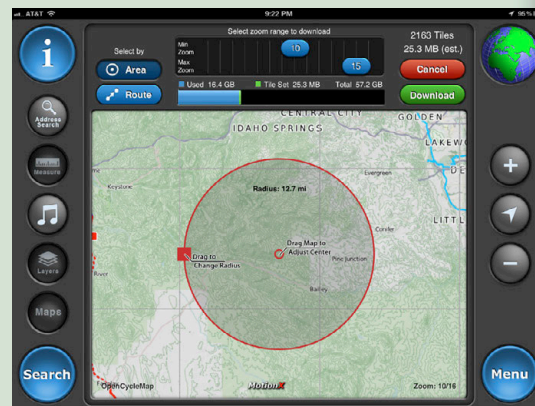 AT&T
9:22 PM
95%
Select zoom range to download
Min Zoom
10
Max Zoom
15
2163 Tiles
25.3 MB (est.)
Select by
Area
Route
Cancel
Download
Used 16.4 GB
Tile Set 25.3 MB
Total 57.2 GB
Address Search
Measure
Layers
Maps
Search
Menu
CENTRAL CITY
GOLDEN
IDAHO SPRINGS
LAKEW
DE
Evergreen
Keystone
Radius: 12.7 mi
LITTL
Conifer
Drag Map to
Adjust Center
Drag to
Change Radius
Pine Junction
River
Bailey
OpenCycleMap
MotionX
Zoom: 10/16